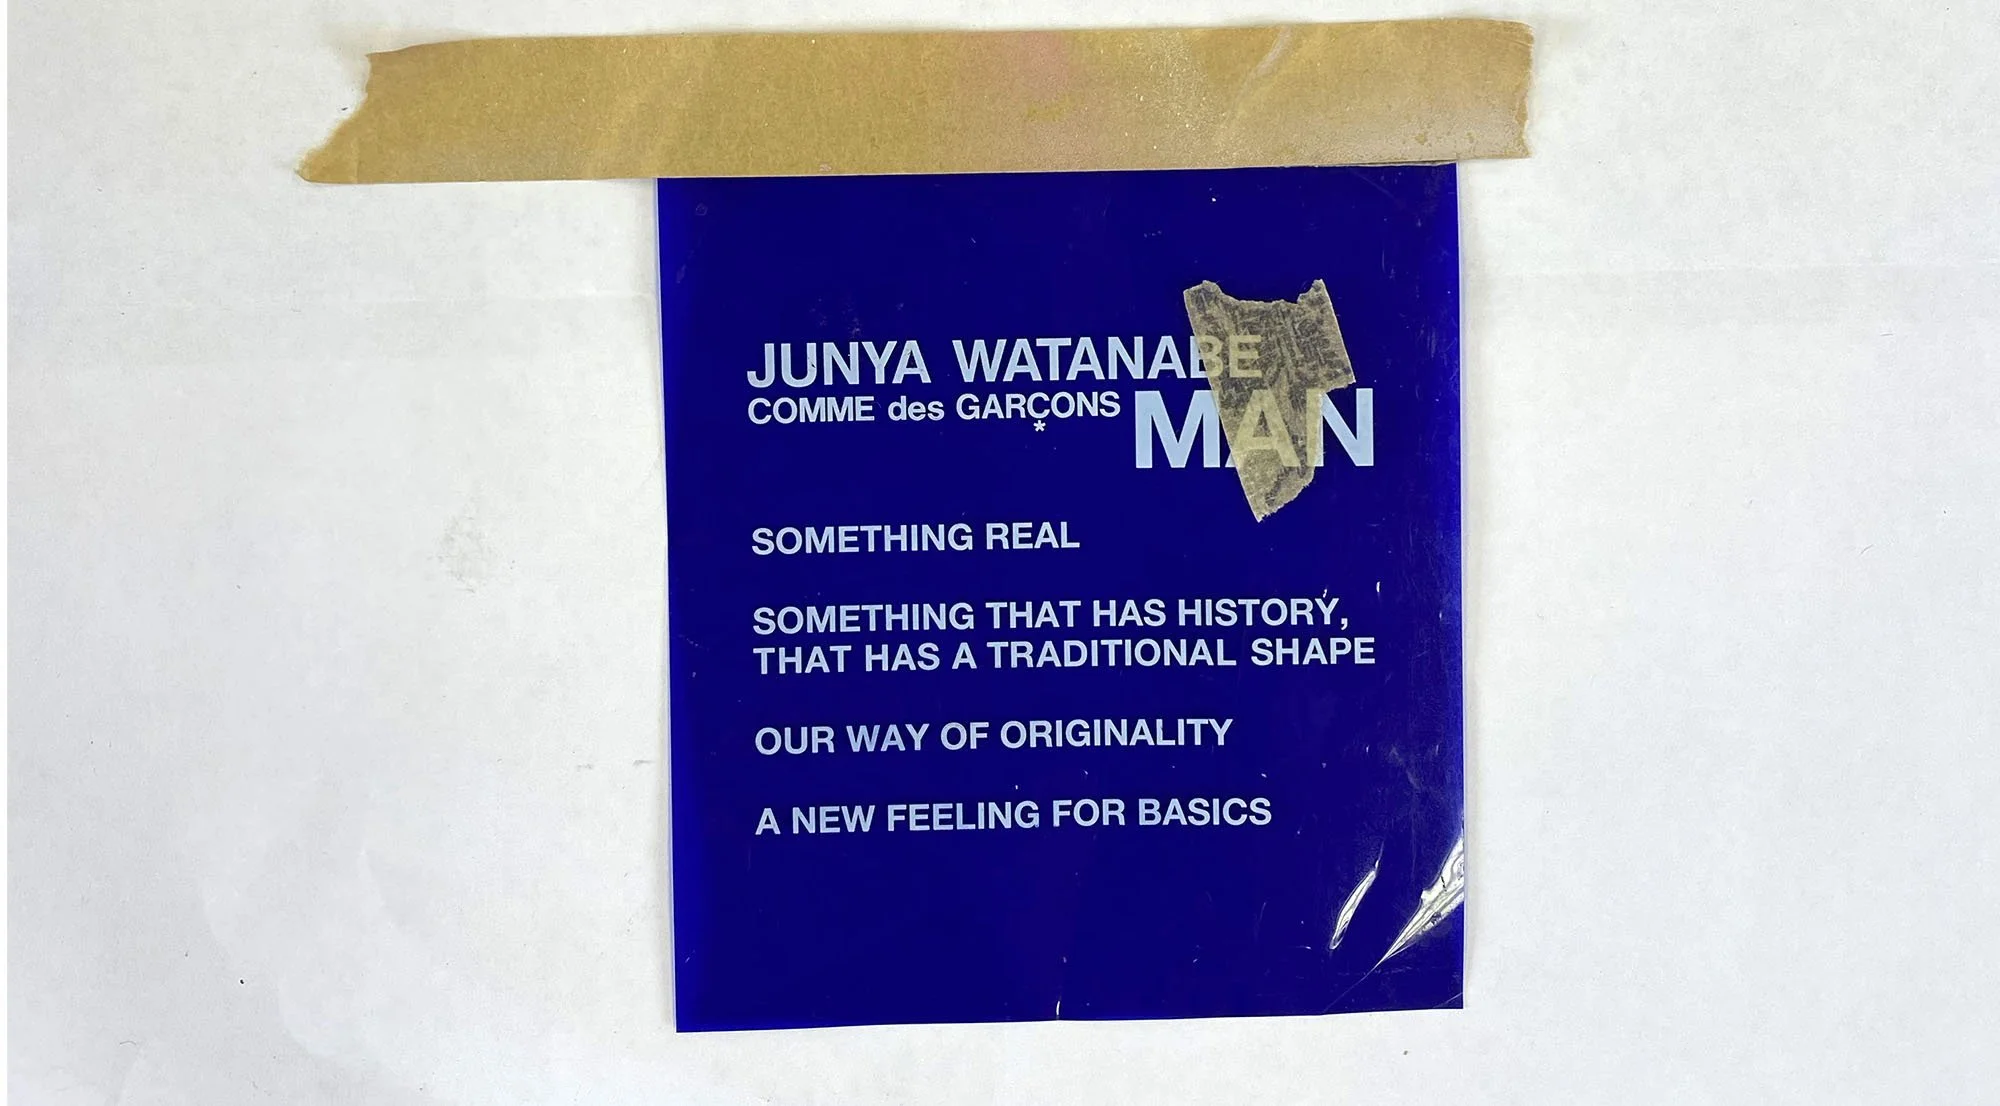 JUNYA WATANABE
COMME des GARÇONS
*
MAN
SOMETHING REAL
SOMETHING THAT HAS HISTORY,
THAT HAS A TRADITIONAL SHAPE
OUR WAY OF ORIGINALITY
A NEW FEELING FOR BASICS